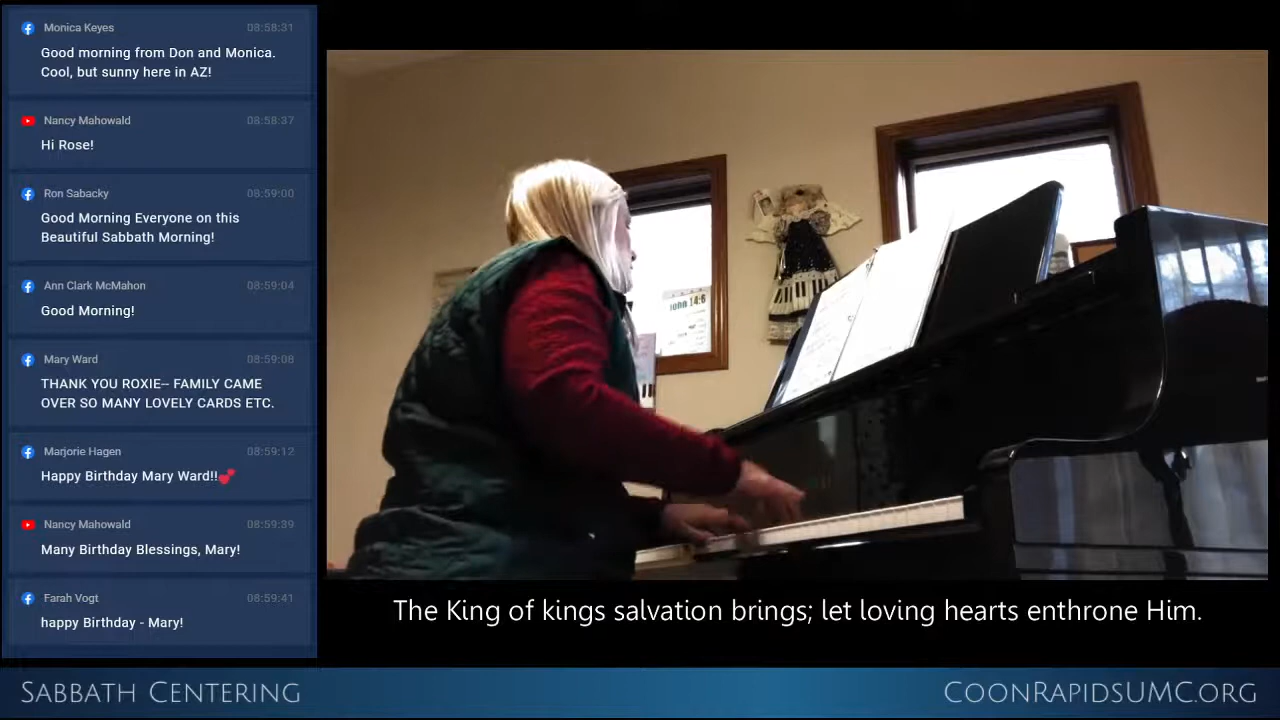 Monica Keyes 08:58:31
Good morning from Don and Monica.
Cool, but sunny here in AZ!
Nancy Mahowald 08:58:37
Hi Rose!
Ron Sabacky 08:59:00
Good Morning Everyone on this
Beautiful Sabbath Morning!
Ann Clark McMahon 08:59:04
Good Morning!
Mary Ward 08:59:08
THANK YOU ROXIE-- FAMILY CAME
OVER SO MANY LOVELY CARDS ETC.
Marjorie Hagen 08:59:12
Happy Birthday Mary Ward!!💕
Nancy Mahowald 08:59:39
Many Birthday Blessings, Mary!
Farah Vogt 08:59:41
happy Birthday - Mary!
John 14:6
The King of kings salvation brings; let loving hearts enthrone Him.
Sabbath Centering
CoonRapidsUMC.org